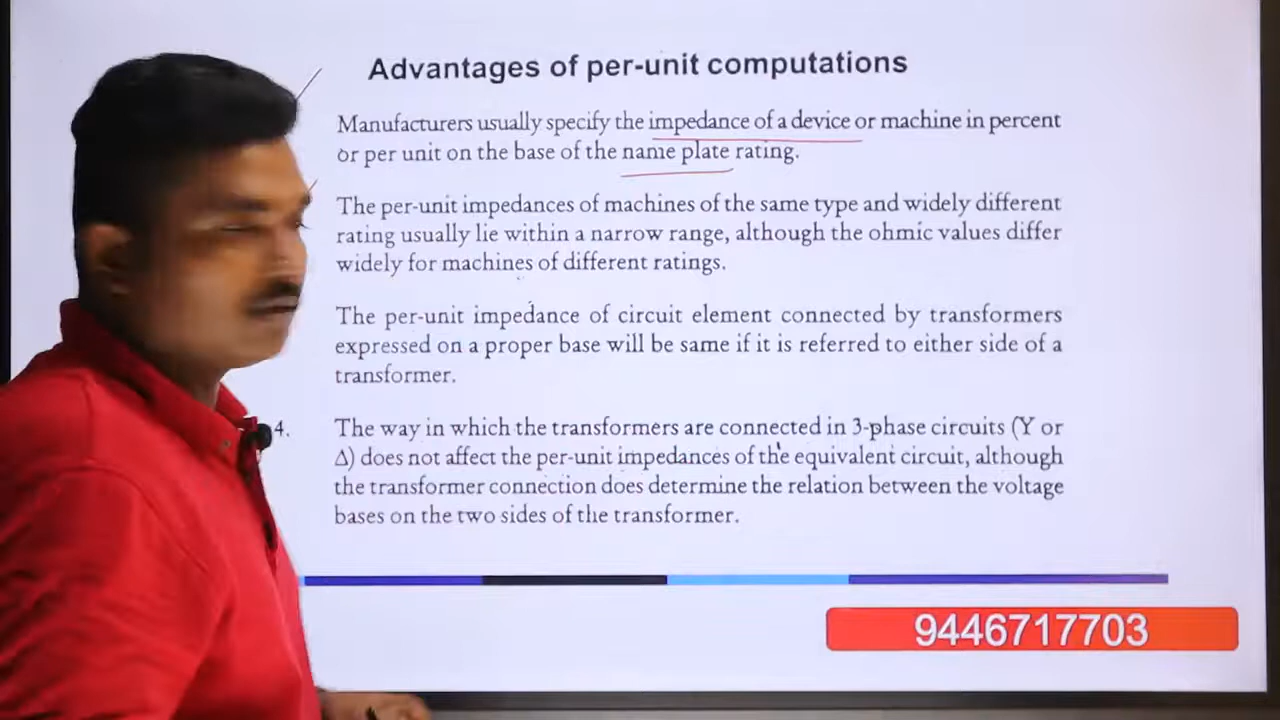 Advantages of per-unit computations
Manufacturers usually specify the impedance of a device or machine in percent
or per unit on the base of the name plate rating.
The per-unit impedances of machines of the same type and widely different
rating usually lie within a narrow range, although the ohmic values differ
widely for machines of different ratings.
The per-unit impedance of circuit element connected by transformers
expressed on a proper base will be same if it is referred to either side of a
transformer.
4. The way in which the transformers are connected in 3-phase circuits (Y or
Δ) does not affect the per-unit impedances of the equivalent circuit, although
the transformer connection does determine the relation between the voltage
bases on the two sides of the transformer.
9446717703